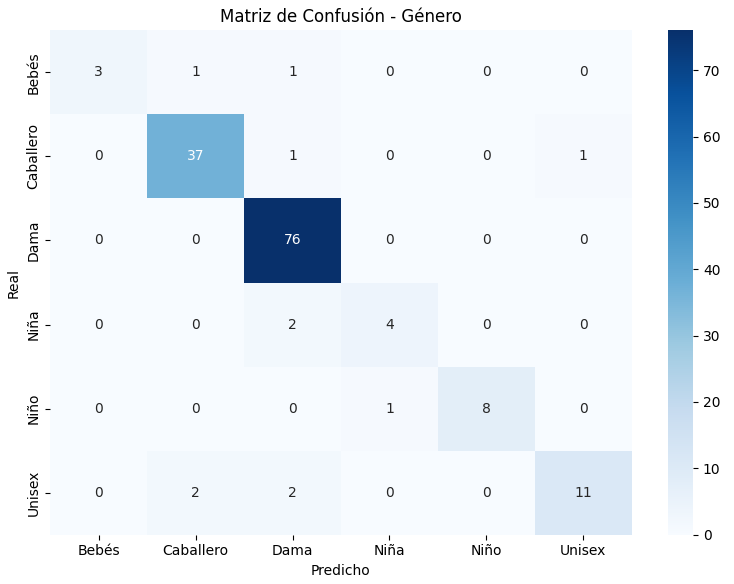 Matriz de Confusión - Género
Real
Bebés 3 1 1 0 0 0
Caballero 0 37 1 0 0 1
Dama 0 0 76 0 0 0
Niña 0 0 2 4 0 0
Niño 0 0 0 1 8 0
Unisex 0 2 2 0 0 11
Bebés Caballero Dama Niña Niño Unisex
Predicho
70
60
50
40
30
20
10
0